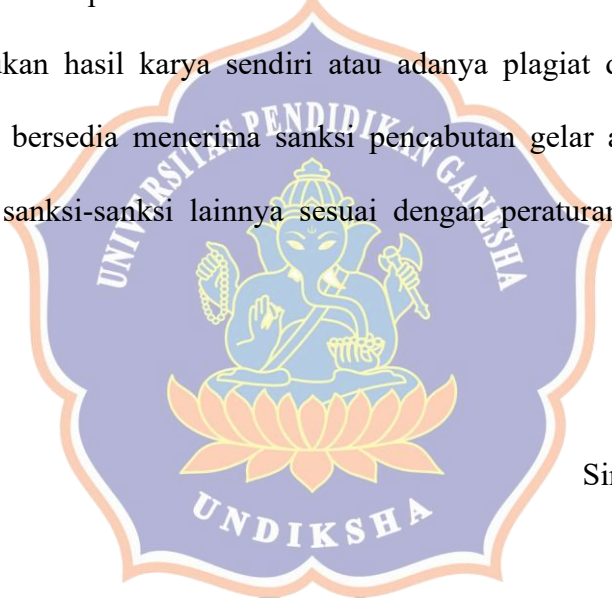 kan hasil karya sendiri atau adanya plagiat
bersedia menerima sanksi pencabutan gelar
sanksi-sanksi lainnya sesuai dengan peraturan
UNIVERSITAS PENDIDIKAN GANESHA
UNDIKSHA